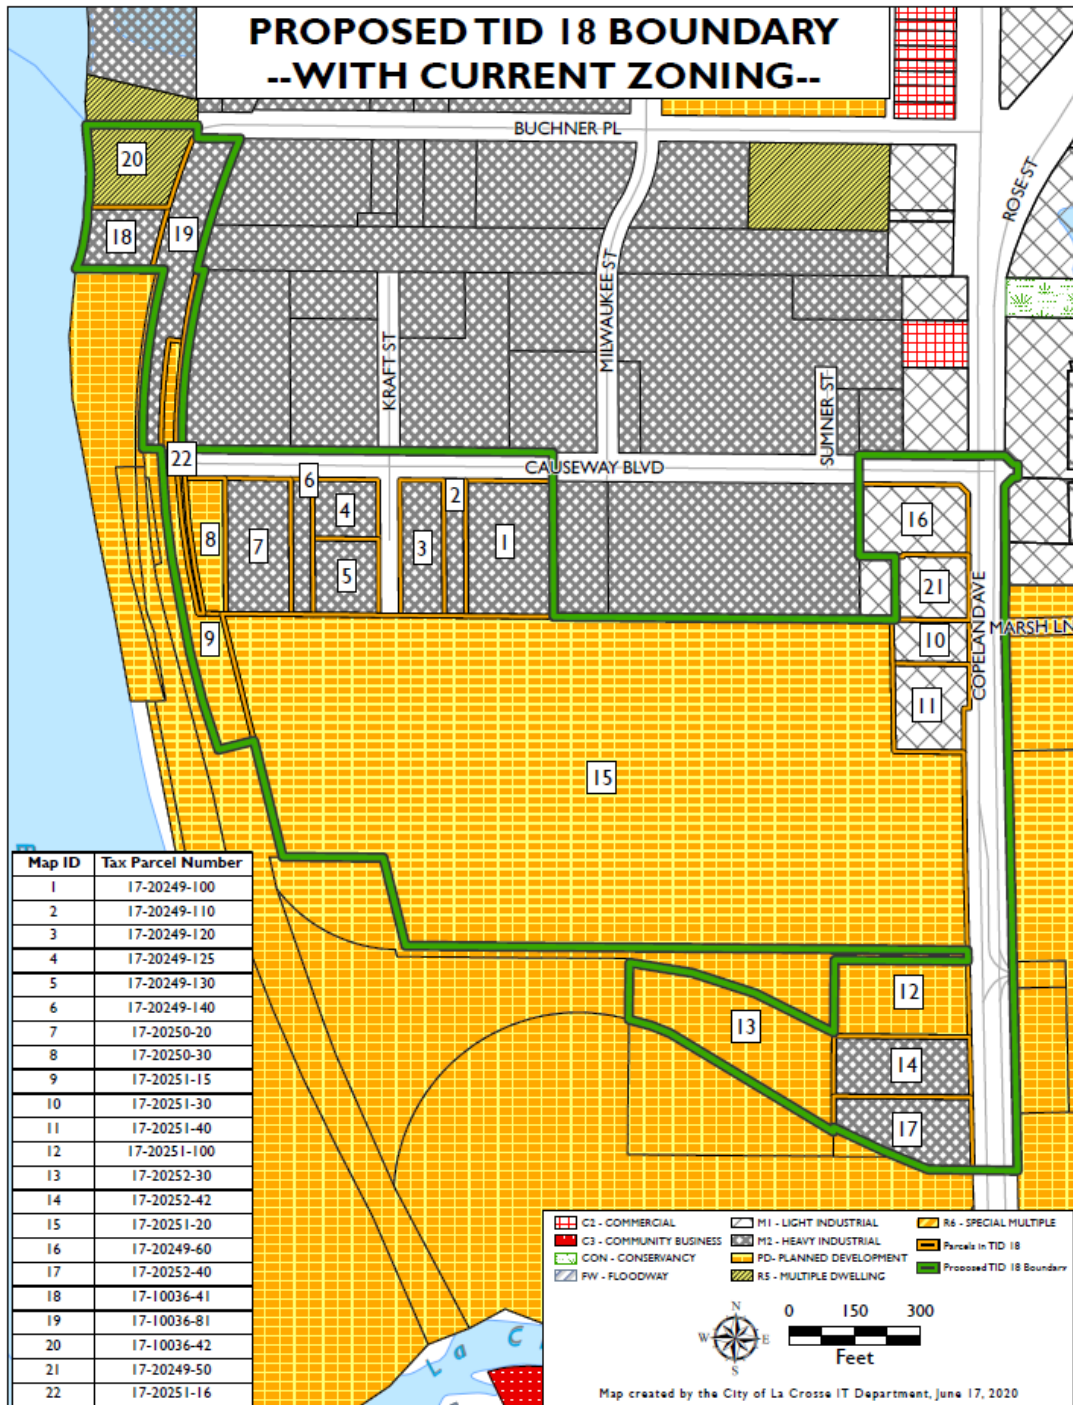 PROPOSED TID 18 BOUNDARY
--WITH CURRENT ZONING--
BUCHNER PL
ROSE ST
20
18
19
MILWAUKEE ST
KRAFT ST
SUMNER ST
22
CAUSEWAY BLVD
6
2
4
16
8
7
3
1
5
21
COPELAND AVE
9
10
MARSH LN
11
15
12
13
14
17
Map ID Tax Parcel Number
1 17-20249-100
2 17-20249-110
3 17-20249-120
4 17-20249-125
5 17-20249-130
6 17-20249-140
7 17-20250-20
8 17-20250-30
9 17-20251-15
10 17-20251-30
11 17-20251-40
12 17-20251-100
13 17-20252-30
14 17-20252-42
15 17-20251-20
16 17-20249-60
17 17-20252-40
18 17-10036-41
19 17-10036-81
20 17-10036-42
21 17-20249-50
22 17-20251-16
La C
C2 - COMMERCIAL
C3 - COMMUNITY BUSINESS
CON - CONSERVANCY
FW - FLOODWAY
M1 - LIGHT INDUSTRIAL
M2 - HEAVY INDUSTRIAL
PD- PLANNED DEVELOPMENT
R5 - MULTIPLE DWELLING
R6 - SPECIAL MULTIPLE
Parcels in TID 18
Proposed TID 18 Boundary
N
W E
S
0 150 300
Feet
Map created by the City of La Crosse IT Department, June 17, 2020